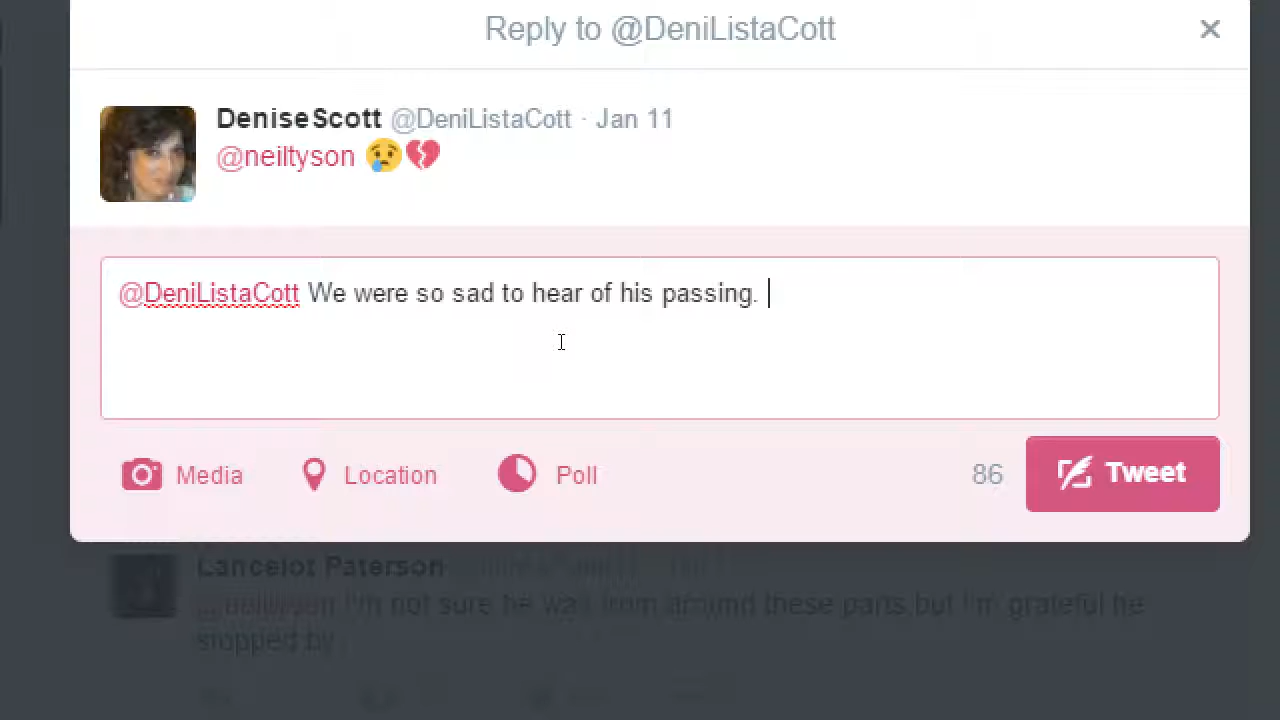 Reply to @DeniListaCott
DeniseScott @DeniListaCott · Jan 11
@neiltyson 😢💔
@DeniListaCott We were so sad to hear of his passing.
Media Location Poll 86 Tweet
Lancelot Paterson
I'm not sure he was from around these parts but I'm grateful he
stopped by